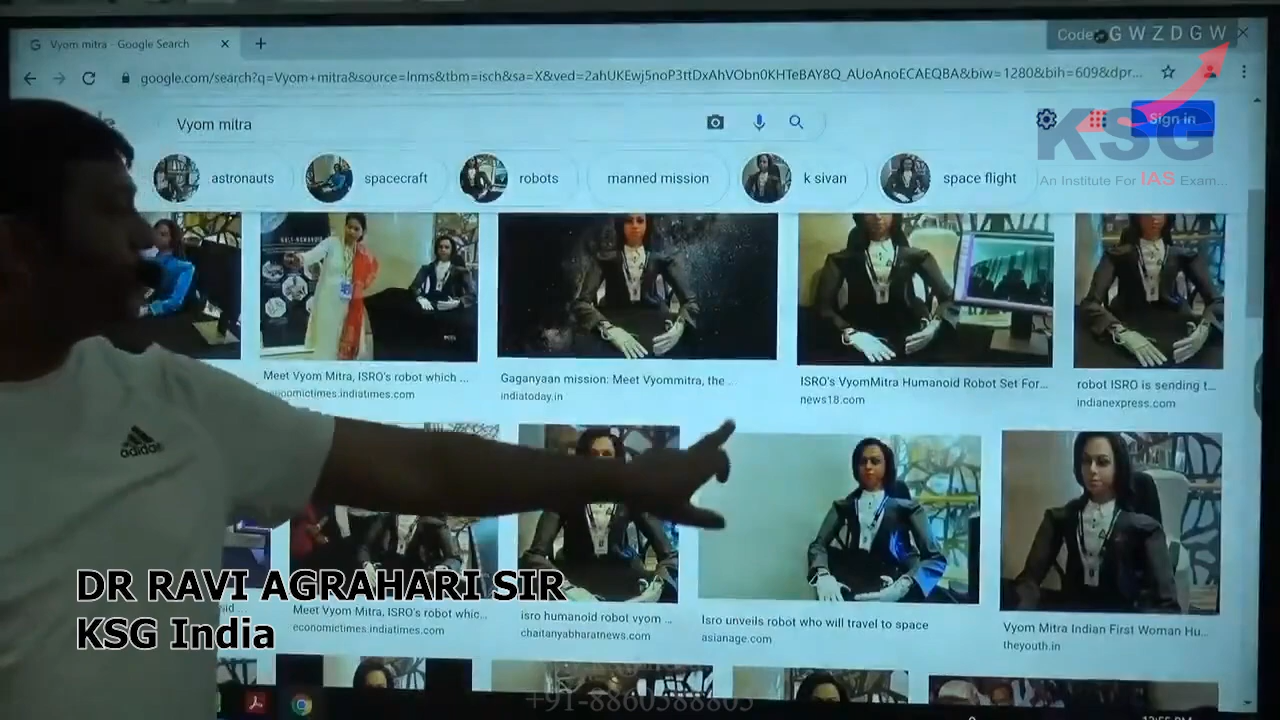 Vyom mitra - Google Search
Code GWZDGW
google.com/search?q=Vyom+mitra&source=lnms&tbm=isch&sa=X&ved=2ahUKEwj5noP3rtDxAhVObn0KHTeBAY8Q_AUoAnoECAEQBA&biw=1280&bih=609&dpr...
Vyom mitra
Sign in
KSG
An Institute For IAS Exam...
astronauts
spacecraft
robots
manned mission
k sivan
space flight
Meet Vyom Mitra, ISRO's robot which ...
economictimes.indiatimes.com
Gaganyaan mission: Meet Vyommitra, the ...
indiatoday.in
ISRO's VyomMitra Humanoid Robot Set For...
news18.com
robot ISRO is sending t...
indianexpress.com
adidas
DR RAVI AGRAHARI SIR
KSG India
Meet Vyom Mitra, ISRO's robot whic...
economictimes.indiatimes.com
isro humanoid robot vyom ...
chaitanyabharatnews.com
Isro unveils robot who will travel to space
asianage.com
Vyom Mitra Indian First Woman Hu...
theyouth.in
+91-8860588805